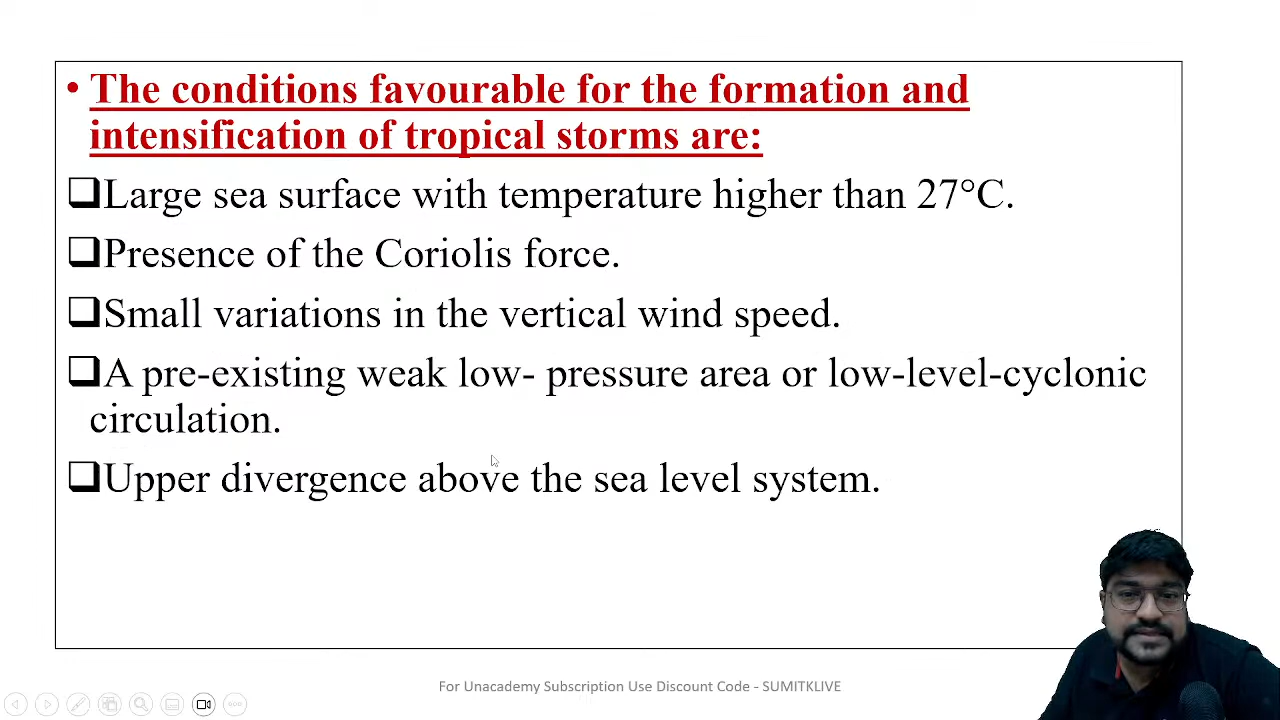 • The conditions favourable for the formation and
intensification of tropical storms are:
❑Large sea surface with temperature higher than 27°C.
❑Presence of the Coriolis force.
❑Small variations in the vertical wind speed.
❑A pre-existing weak low- pressure area or low-level-cyclonic
circulation.
❑Upper divergence above the sea level system.
For Unacademy Subscription Use Discount Code - SUMITKLIVE